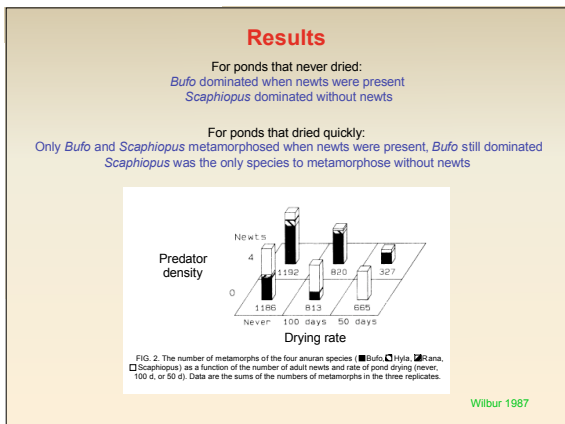 Results
For ponds that never dried:
Bufo dominated when newts were present
Scaphiopus dominated without newts
For ponds that dried quickly:
Only Bufo and Scaphiopus metamorphosed when newts were present, Bufo still dominated
Scaphiopus was the only species to metamorphose without newts
Predator
density
Newts
4
1192 820 327
0
1186 813 665
Never 100 days 50 days
Drying rate
FIG. 2. The number of metamorphs of the four anuran species (■Bufo, Hyla, Rana,
□Scaphiopus) as a function of the number of adult newts and rate of pond drying (never,
100 d, or 50 d). Data are the sums of the numbers of metamorphs in the three replicates.
Wilbur 1987